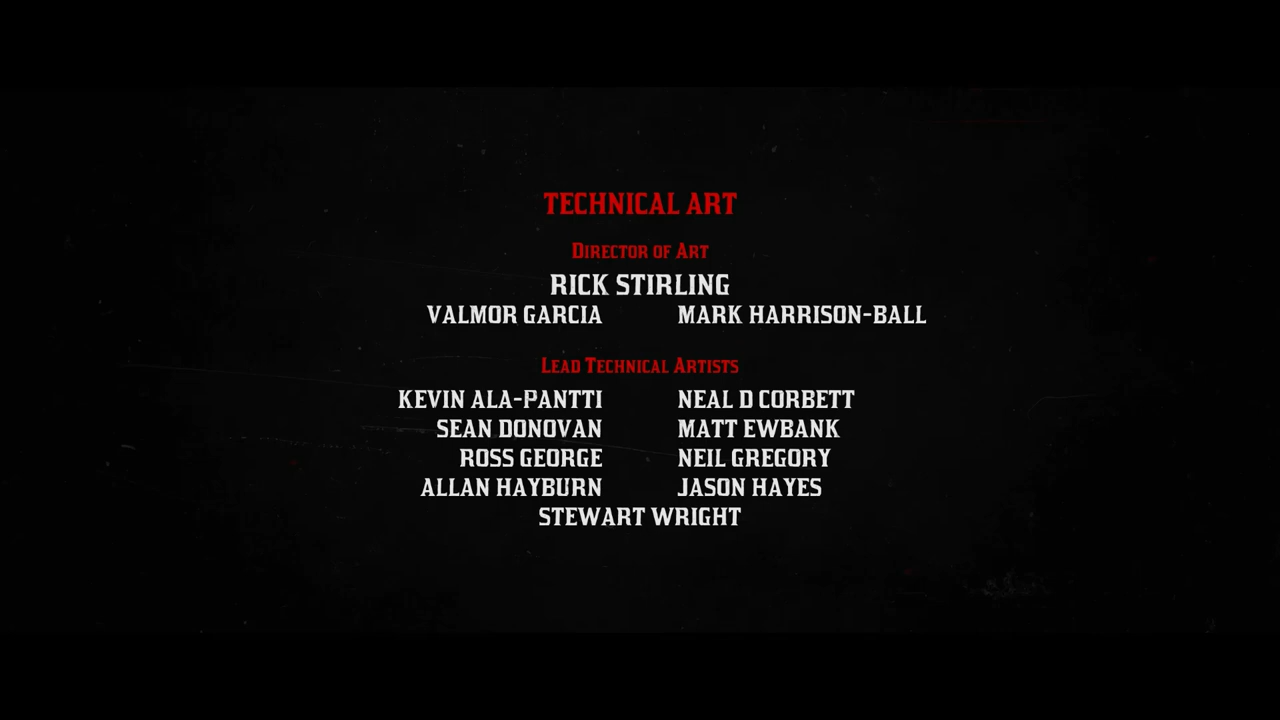 TECHNICAL ART
DIRECTOR OF ART
RICK STIRLING
VALMOR GARCIA MARK HARRISON-BALL
LEAD TECHNICAL ARTISTS
KEVIN ALA-PANTTI NEAL D CORBETT
SEAN DONOVAN MATT EWBANK
ROSS GEORGE NEIL GREGORY
ALLAN HAYBURN JASON HAYES
STEWART WRIGHT